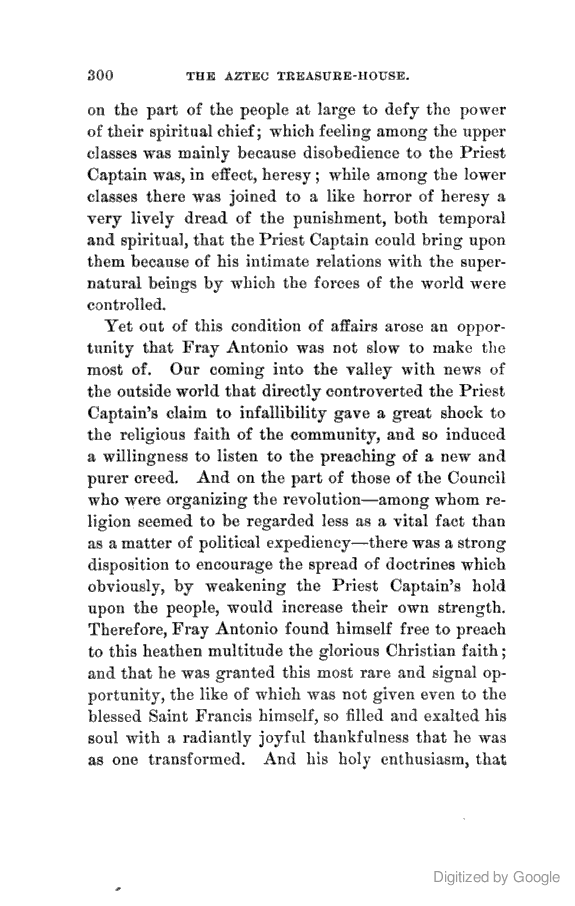 300 THE AZTEC TREASURE-HOUSE.
on the part of the people at large to defy the power
of their spiritual chief; which feeling among the upper
classes was mainly because disobedience to the Priest
Captain was, in effect, heresy; while among the lower
classes there was joined to a like horror of heresy a
very lively dread of the punishment, both temporal
and spiritual, that the Priest Captain could bring upon
them because of his intimate relations with the super-
natural beings by which the forces of the world were
controlled.
Yet out of this condition of affairs arose an oppor-
tunity that Fray Antonio was not slow to make the
most of. Our coming into the valley with news of
the outside world that directly controverted the Priest
Captain's claim to infallibility gave a great shock to
the religious faith of the community, and so induced
a willingness to listen to the preaching of a new and
purer creed. And on the part of those of the Council
who were organizing the revolution—among whom re-
ligion seemed to be regarded less as a vital fact than
as a matter of political expediency—there was a strong
disposition to encourage the spread of doctrines which
obviously, by weakening the Priest Captain's hold
upon the people, would increase their own strength.
Therefore, Fray Antonio found himself free to preach
to this heathen multitude the glorious Christian faith;
and that he was granted this most rare and signal op-
portunity, the like of which was not given even to the
blessed Saint Francis himself, so filled and exalted his
soul with a radiantly joyful thankfulness that he was
as one transformed. And his holy enthusiasm, that
Digitized by Google